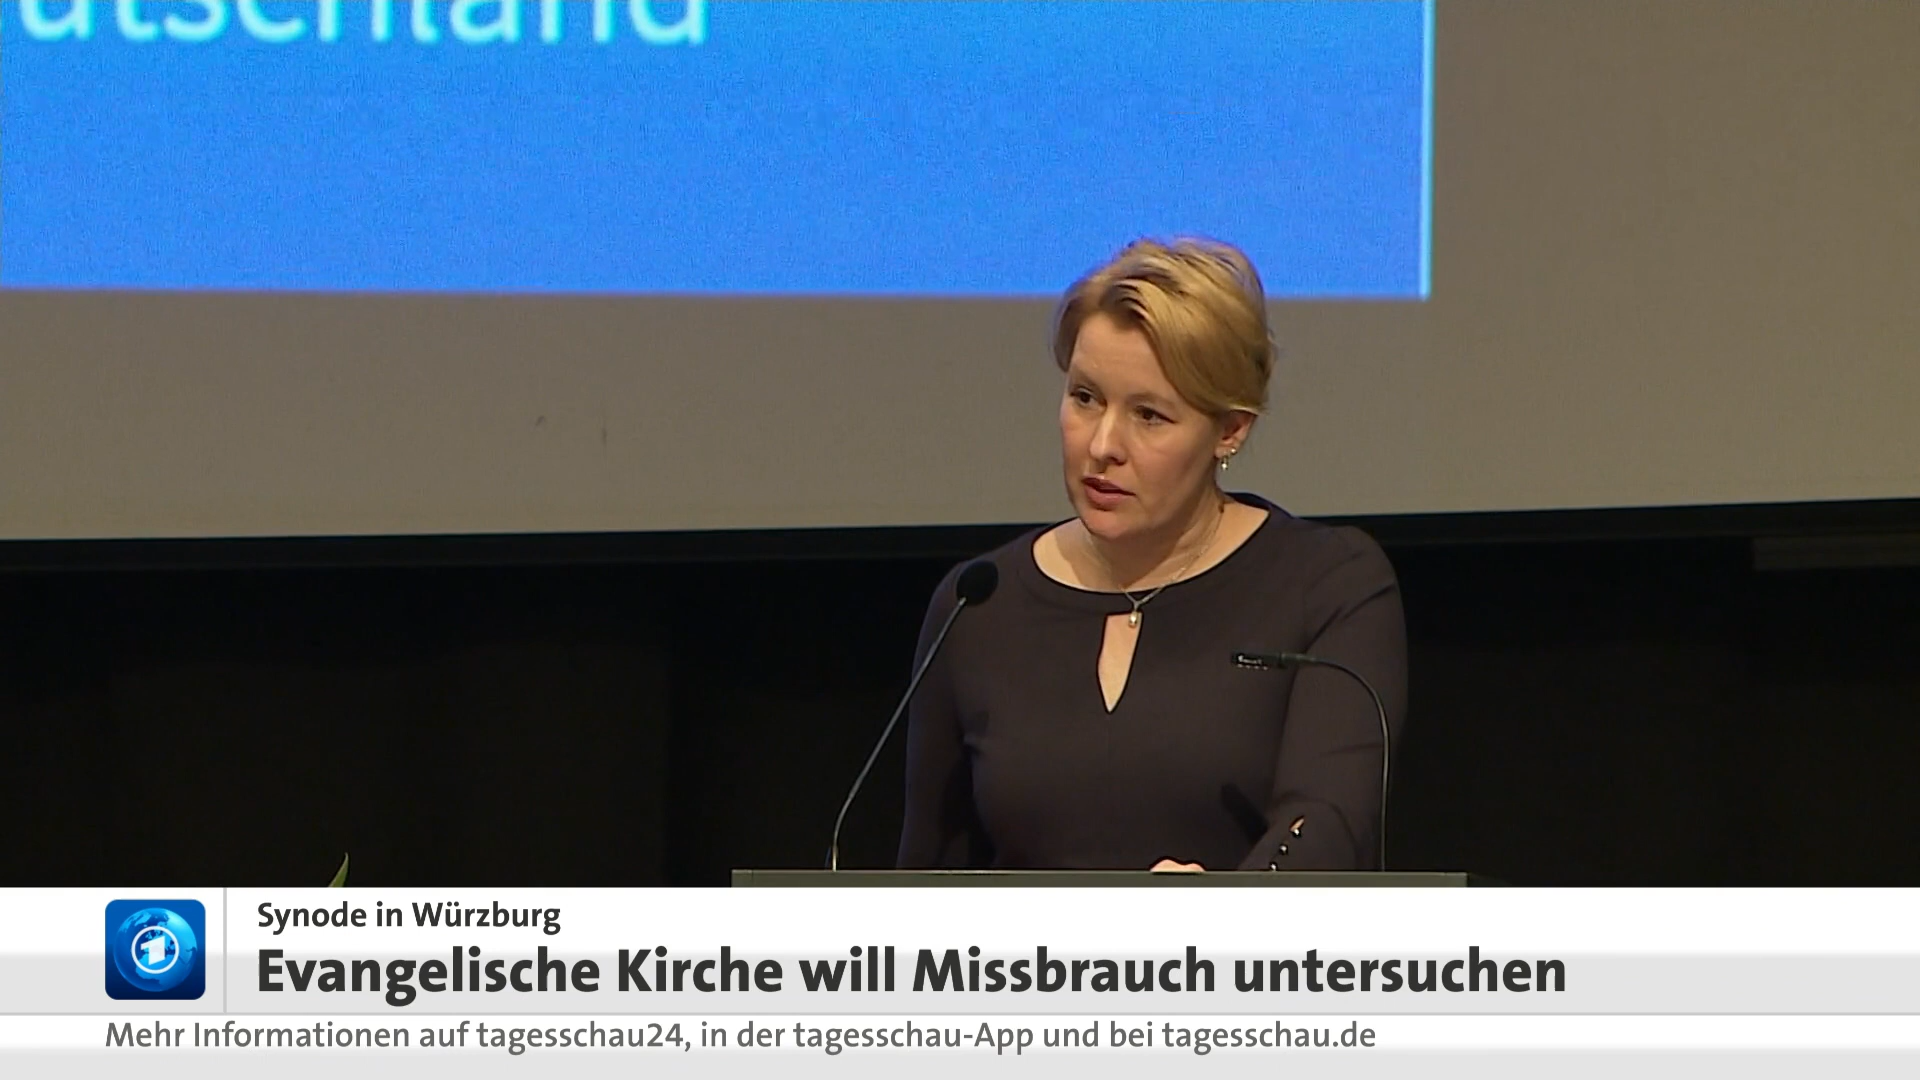 utschland
Synode in Würzburg
Evangelische Kirche will Missbrauch untersuchen
Mehr Informationen auf tagesschau24, in der tagesschau-App und bei tagesschau.de